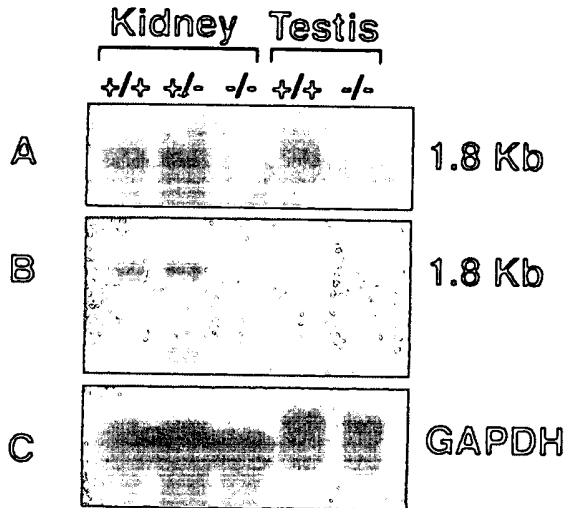 Kidney Testis
+/+ +/- -/- +/+ -/-
A 1.8 Kb
B 1.8 Kb
C GAPDH